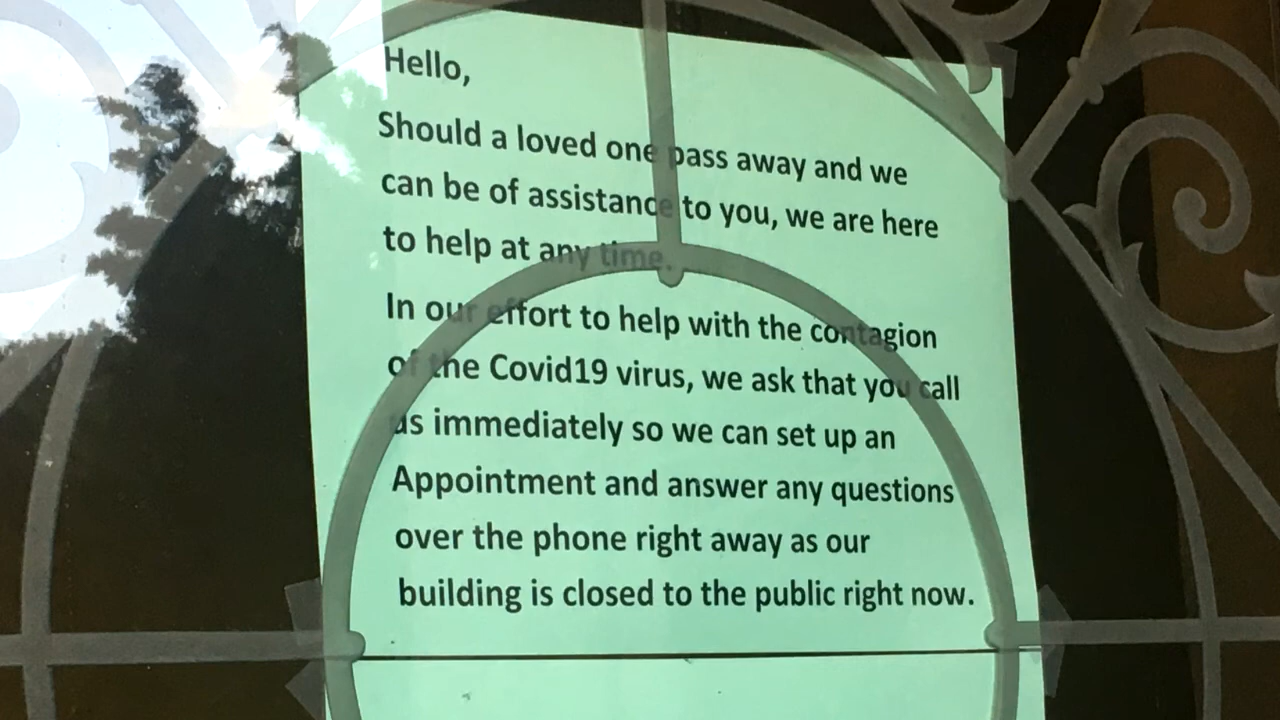 Hello,
Should a loved one pass away and we
can be of assistance to you, we are here
to help at any time.
In our effort to help with the contagion
of the Covid19 virus, we ask that you call
us immediately so we can set up an
Appointment and answer any questions
over the phone right away as our
building is closed to the public right now.